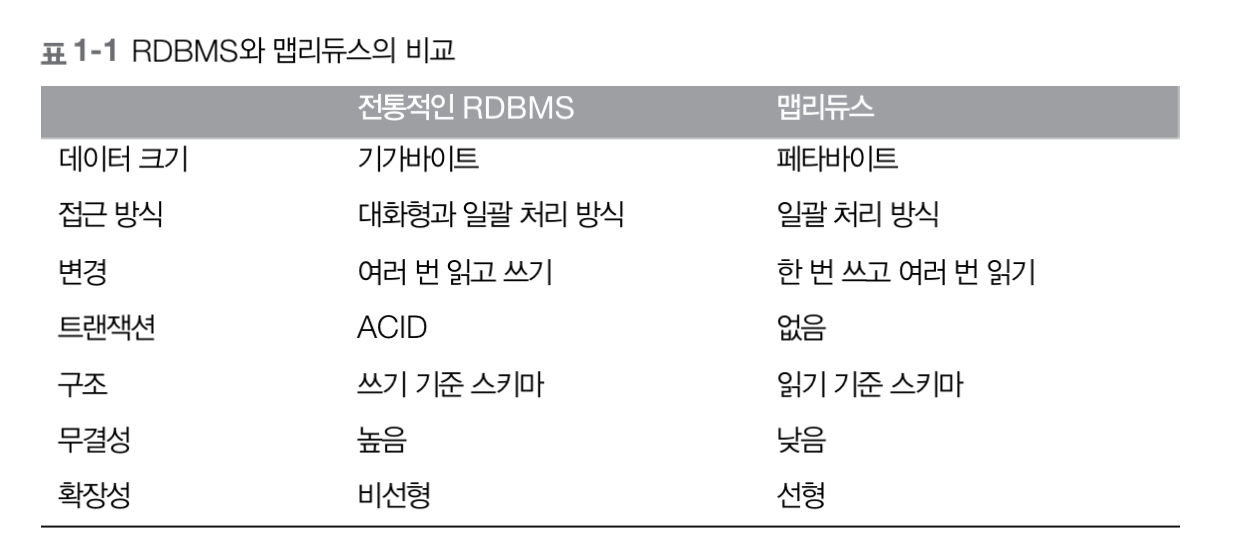 표 1-1 RDBMS와 맵리듀스의 비교
전통적인 RDBMS 맵리듀스
데이터 크기 기가바이트 페타바이트
접근 방식 대화형과 일괄 처리 방식 일괄 처리 방식
변경 여러 번 읽고 쓰기 한 번 쓰고 여러 번 읽기
트랜잭션 ACID 없음
구조 쓰기 기준 스키마 읽기 기준 스키마
무결성 높음 낮음
확장성 비선형 선형